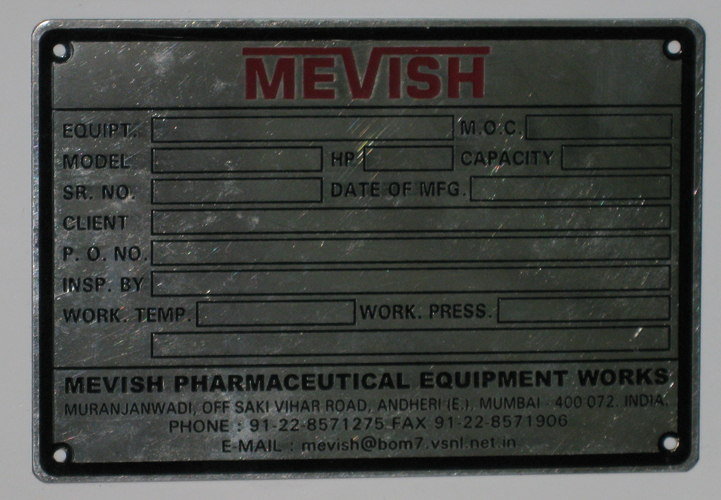 MEVISH
EQUIPT. M.O.C.
MODEL HP CAPACITY
SR. NO. DATE OF MFG.
CLIENT
P. O. NO.
INSP. BY
WORK. TEMP. WORK. PRESS.
MEVISH PHARMACEUTICAL EQUIPMENT WORKS
MURANJANWADI, OFF SAKI VIHAR ROAD, ANDHERI (E.), MUMBAI - 400 072. INDIA.
PHONE : 91-22-8571275 FAX 91-22-8571906
E-MAIL : mevish@bom7.vsnl.net.in